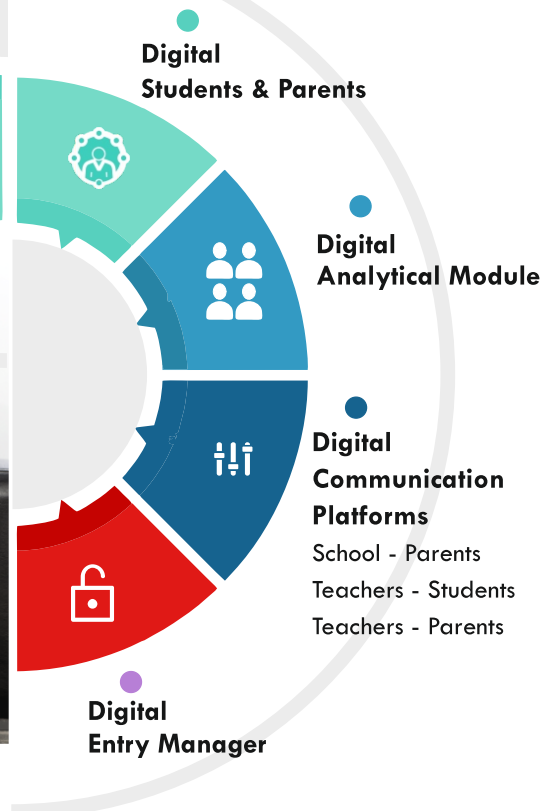 Digital
Students & Parents
Digital
Analytical Module
Digital
Communication
Platforms
School - Parents
Teachers - Students
Teachers - Parents
Digital
Entry Manager